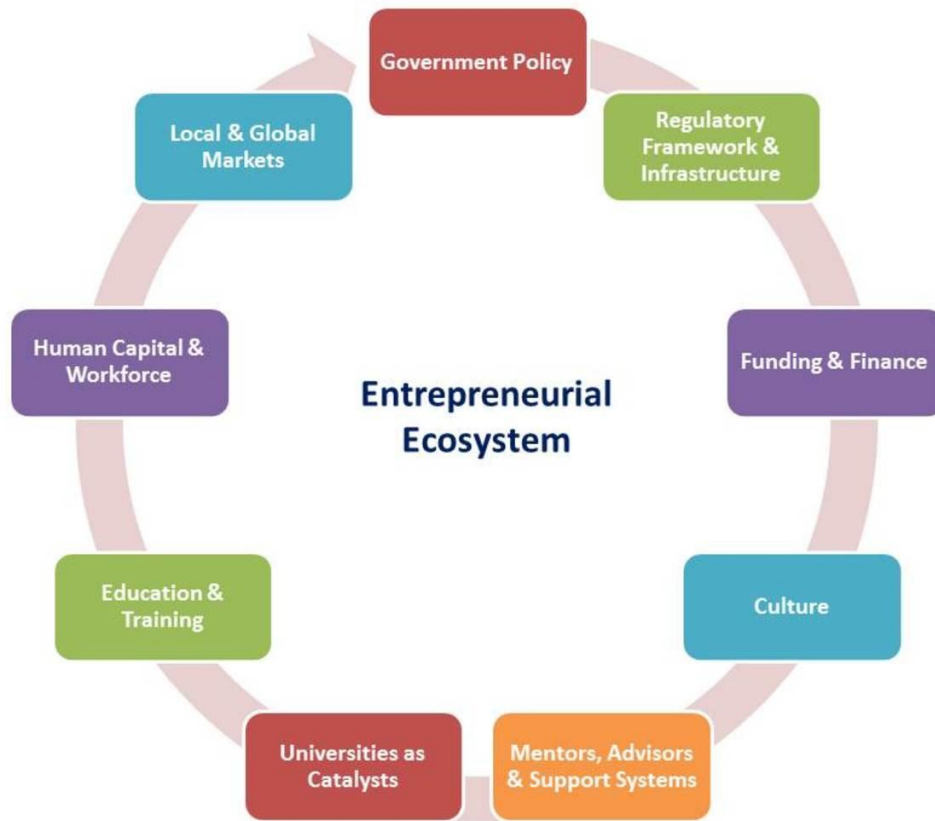 Government Policy
Regulatory
Framework &
Infrastructure
Funding & Finance
Culture
Mentors, Advisors
& Support Systems
Universities as
Catalysts
Education &
Training
Human Capital &
Workforce
Local & Global
Markets
Entrepreneurial
Ecosystem